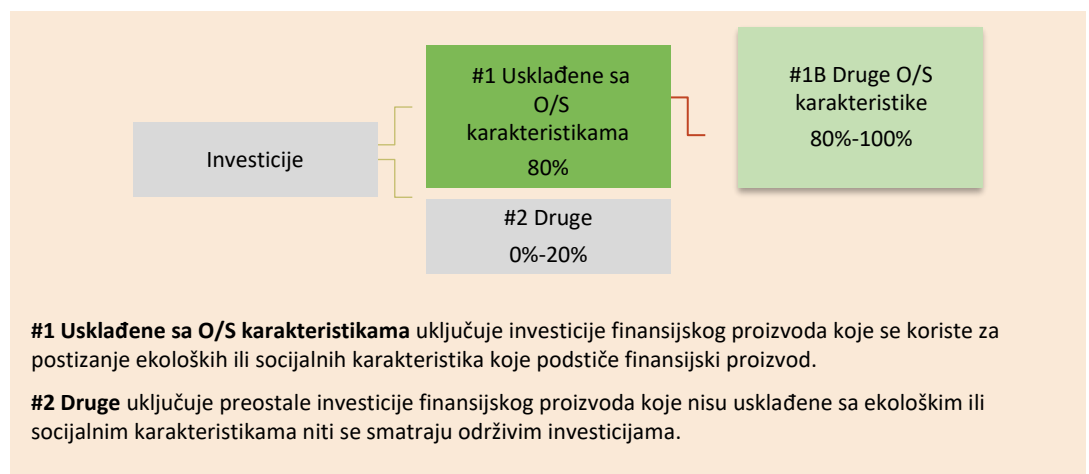 Investicije
#1 Usklađene sa
O/S
karakteristikama
80%
#1B Druge O/S
karakteristike
80%-100%
#2 Druge
0%-20%
#1 Usklađene sa O/S karakteristikama uključuje investicije finansijskog proizvoda koje se koriste za
postizanje ekoloških ili socijalnih karakteristika koje podstiče finansijski proizvod.
#2 Druge uključuje preostale investicije finansijskog proizvoda koje nisu usklađene sa ekološkim ili
socijalnim karakteristikama niti se smatraju održivim investicijama.